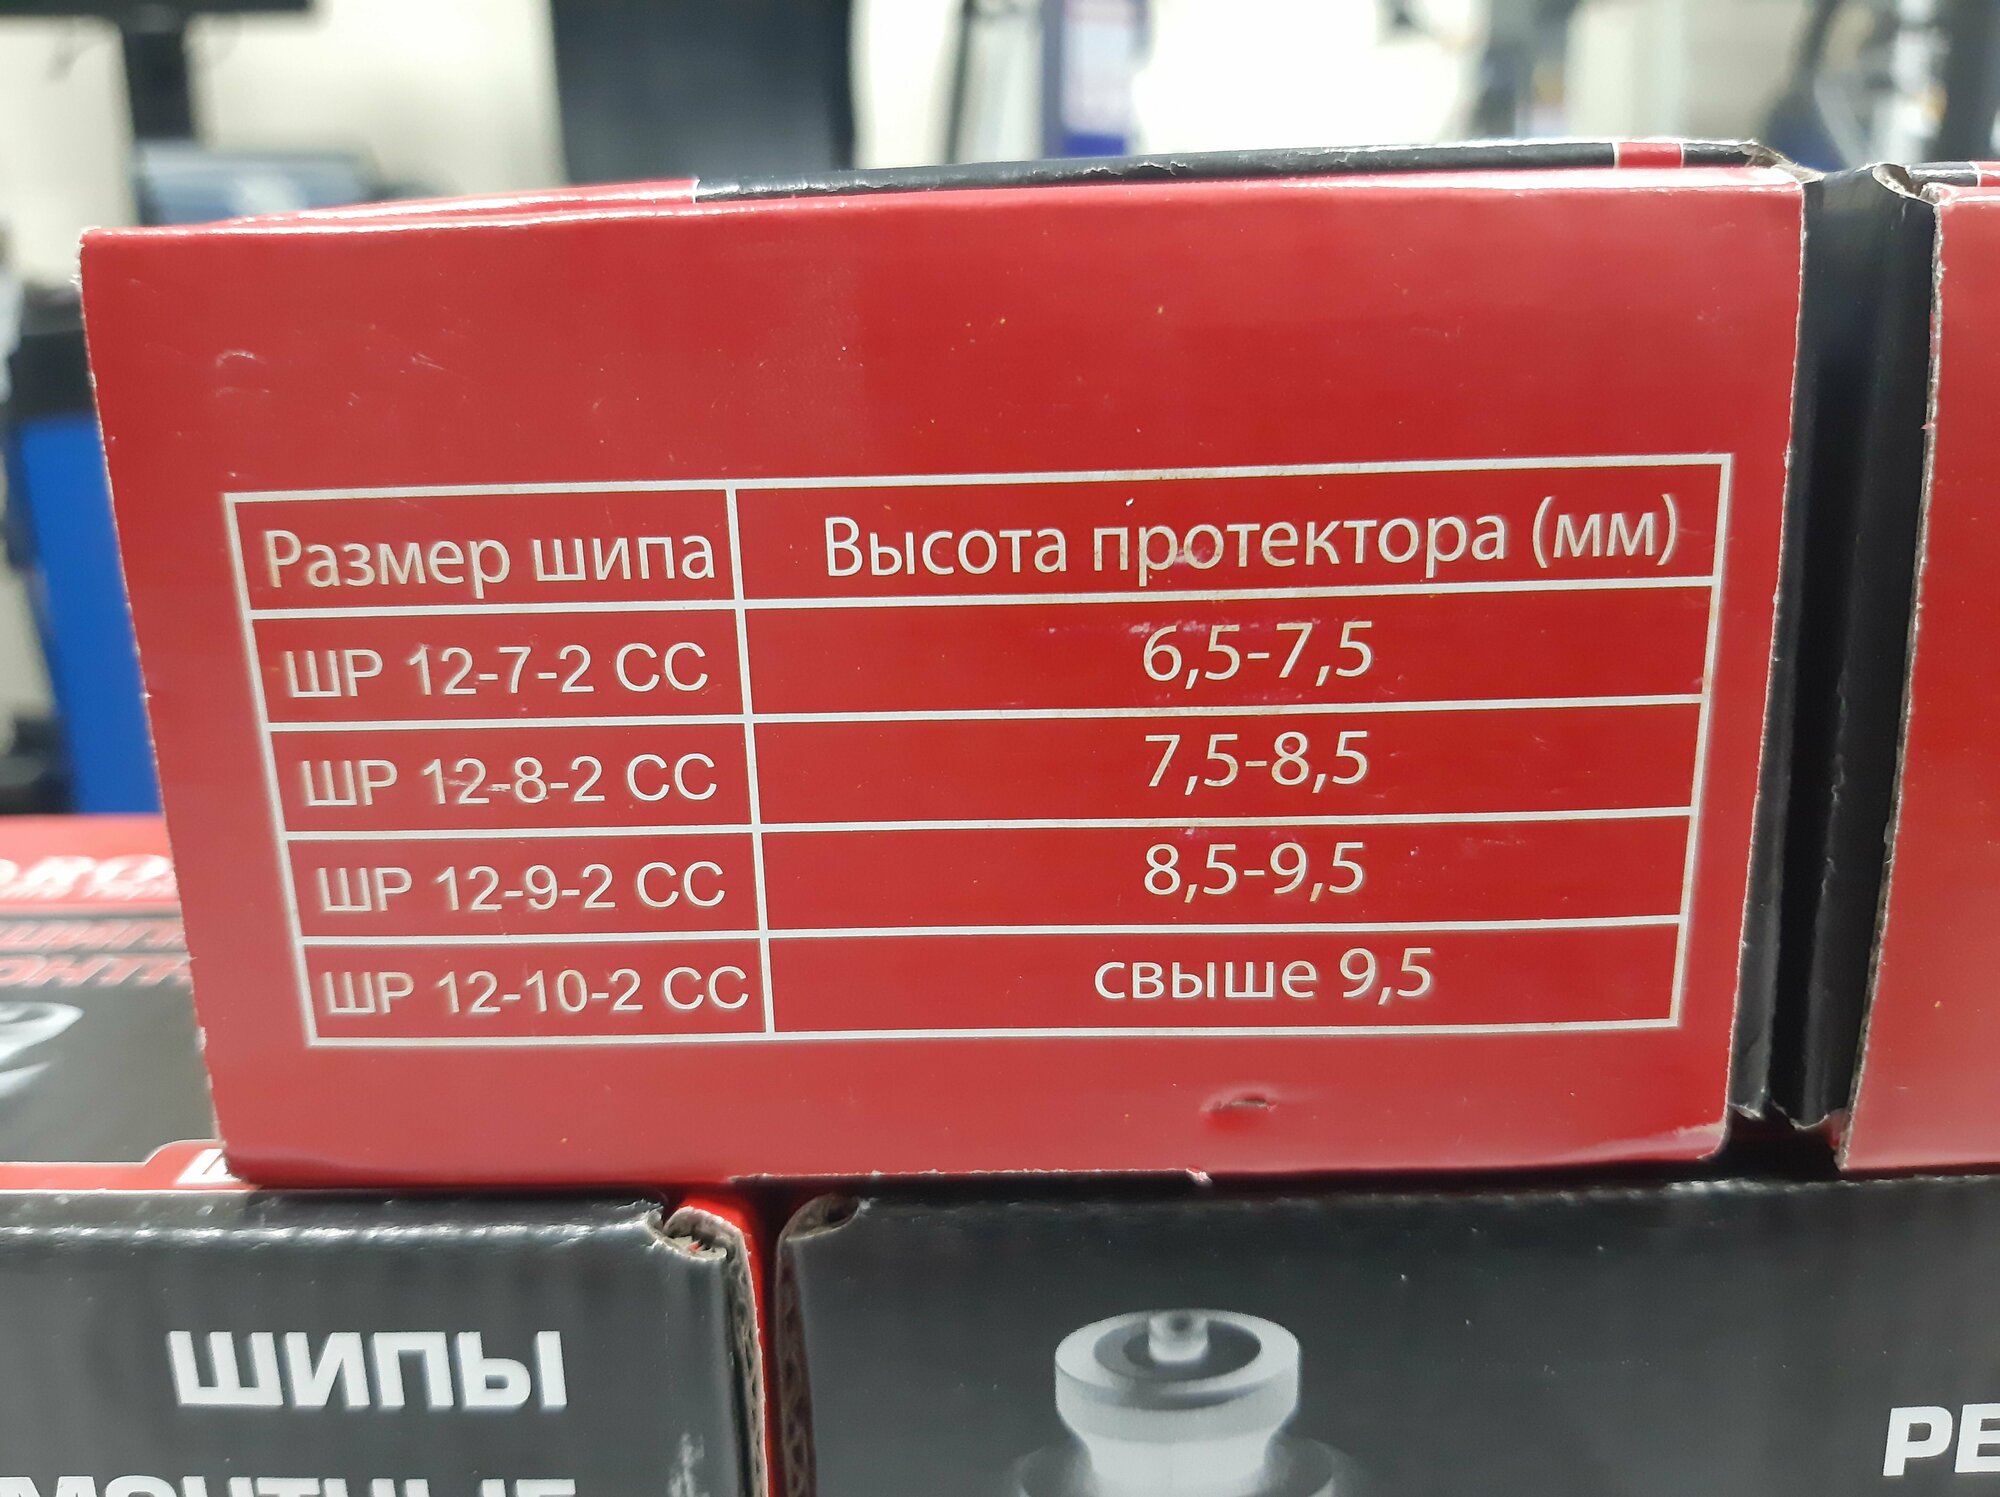 Размер шипа Высота протектора (мм)
ШР 12-7-2 СС 6,5-7,5
ШР 12-8-2 СС 7,5-8,5
ШР 12-9-2 СС 8,5-9,5
ШР 12-10-2 СС свыше 9,5
ШИПЫ